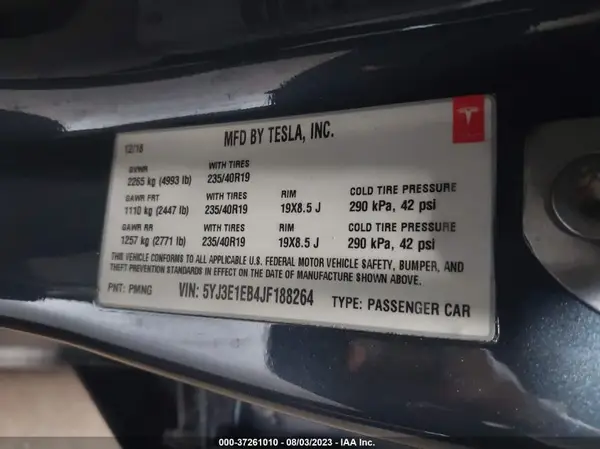 12/18
MFD BY TESLA, INC.
GVWR
2265 kg (4993 lb)
WITH TIRES
235/40R19
GAWR FRT
1110 kg (2447 lb)
WITH TIRES
235/40R19
RIM
19X8.5 J
COLD TIRE PRESSURE
290 kPa, 42 psi
GAWR RR
1257 kg (2771 lb)
WITH TIRES
235/40R19
RIM
19X8.5 J
COLD TIRE PRESSURE
290 kPa, 42 psi
THIS VEHICLE CONFORMS TO ALL APPLICABLE U.S. FEDERAL MOTOR VEHICLE SAFETY, BUMPER, AND
THEFT PREVENTION STANDARDS IN EFFECT ON THE DATE OF MANUFACTURE SHOWN ABOVE.
PNT: PMNG
VIN: 5YJ3E1EB4JF188264
TYPE: PASSENGER CAR
000-37261010 - 08/03/2023 - IAA Inc.